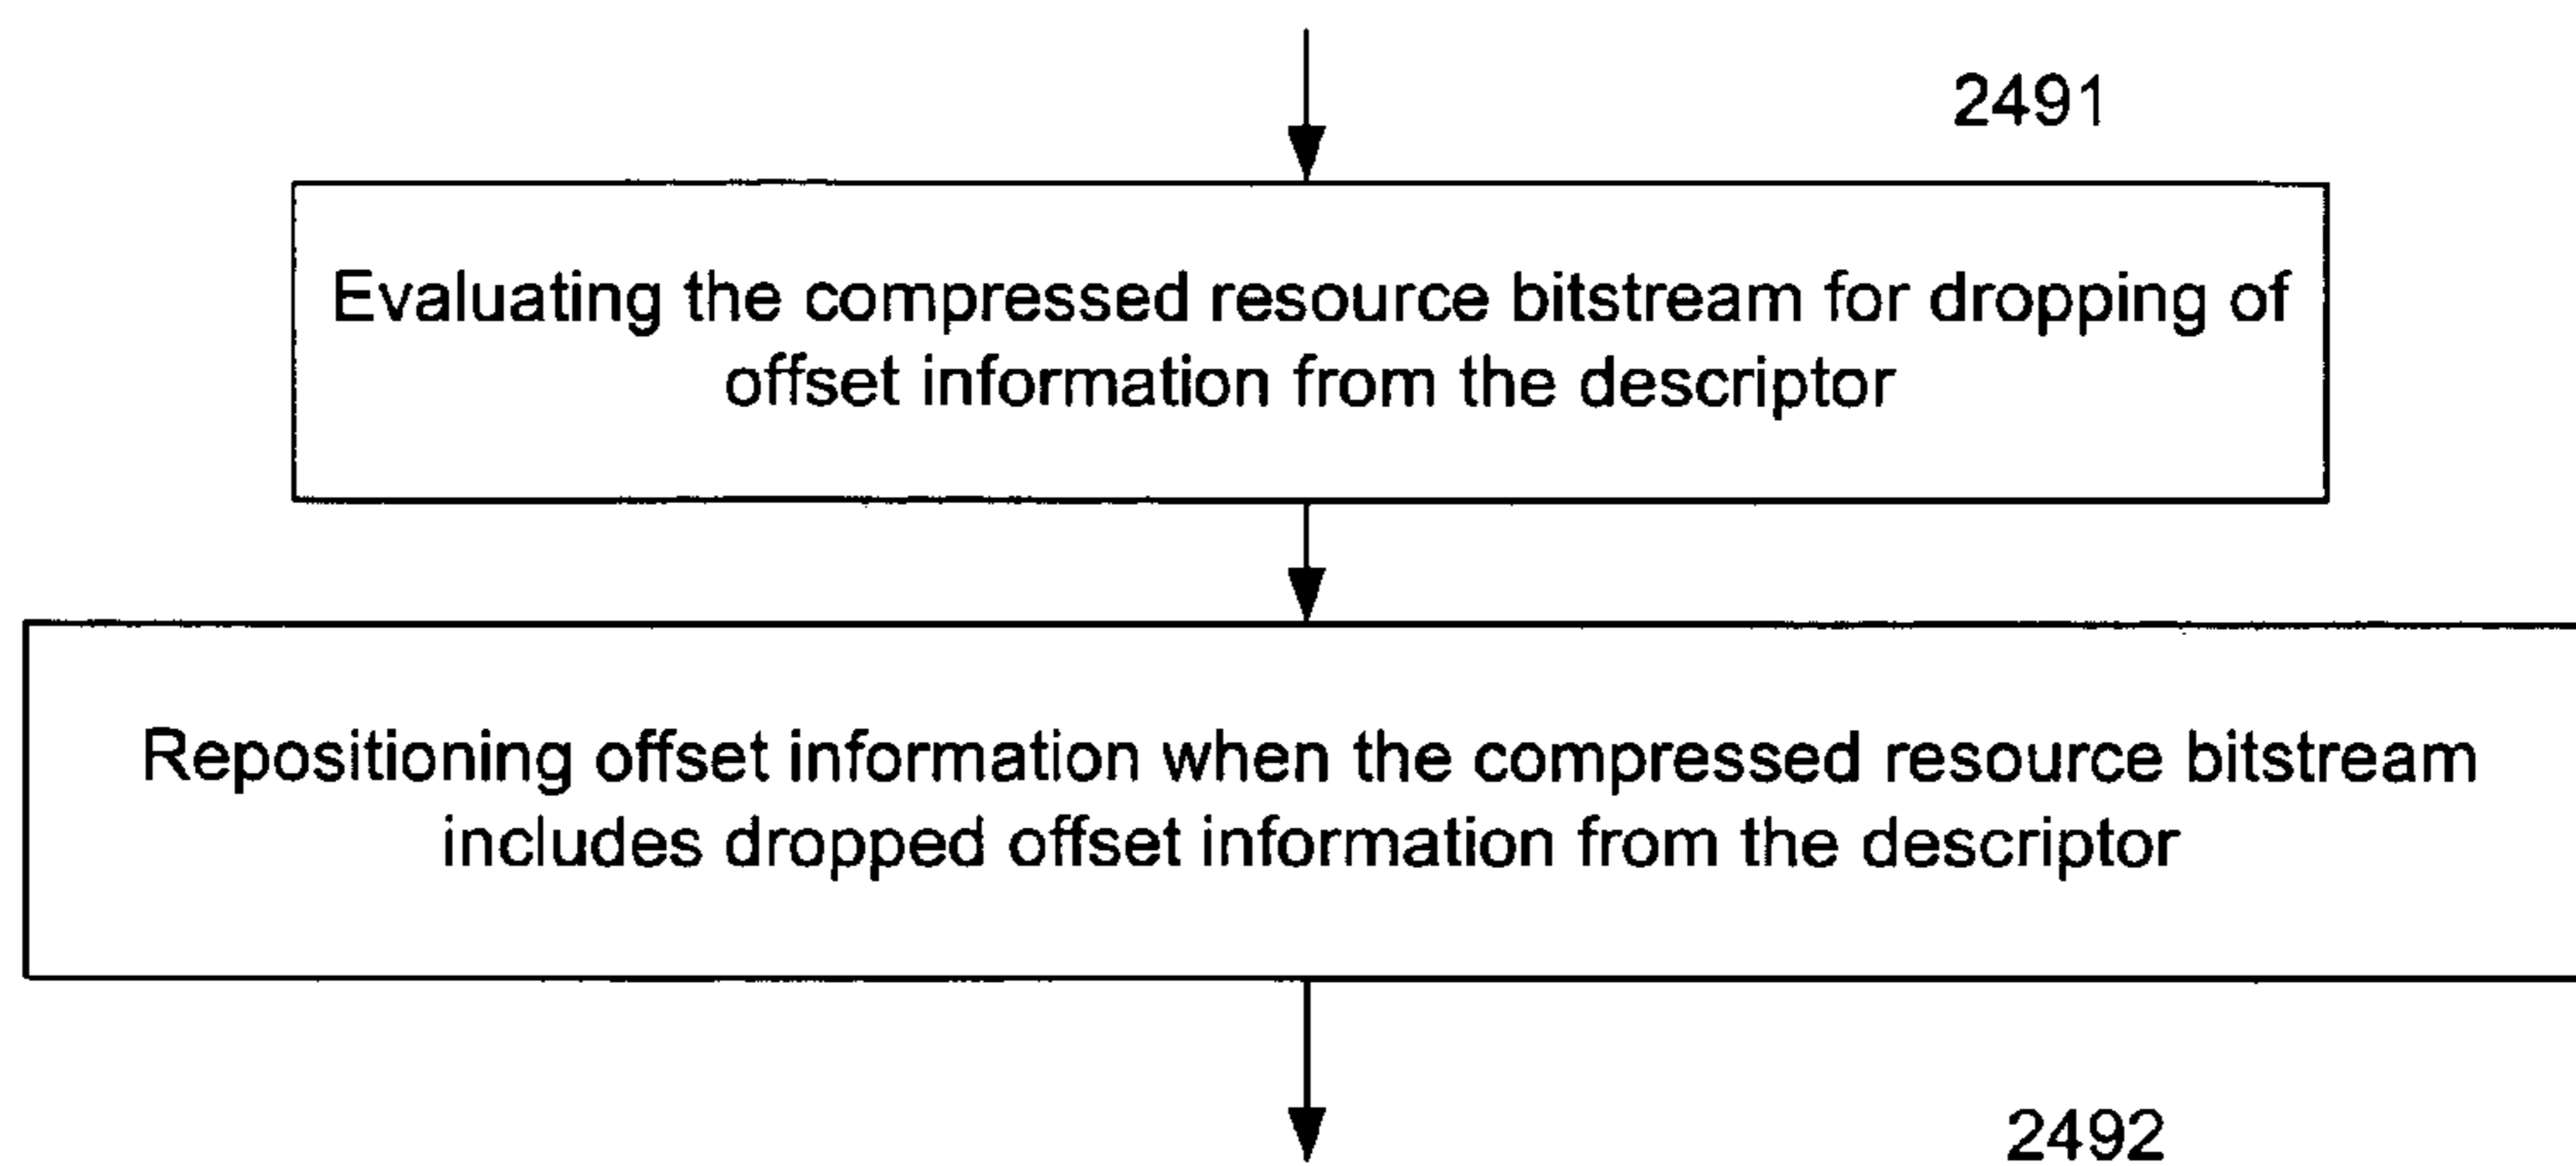 2491
Evaluating the compressed resource bitstream for dropping of
offset information from the descriptor
Repositioning offset information when the compressed resource bitstream
includes dropped offset information from the descriptor
2492